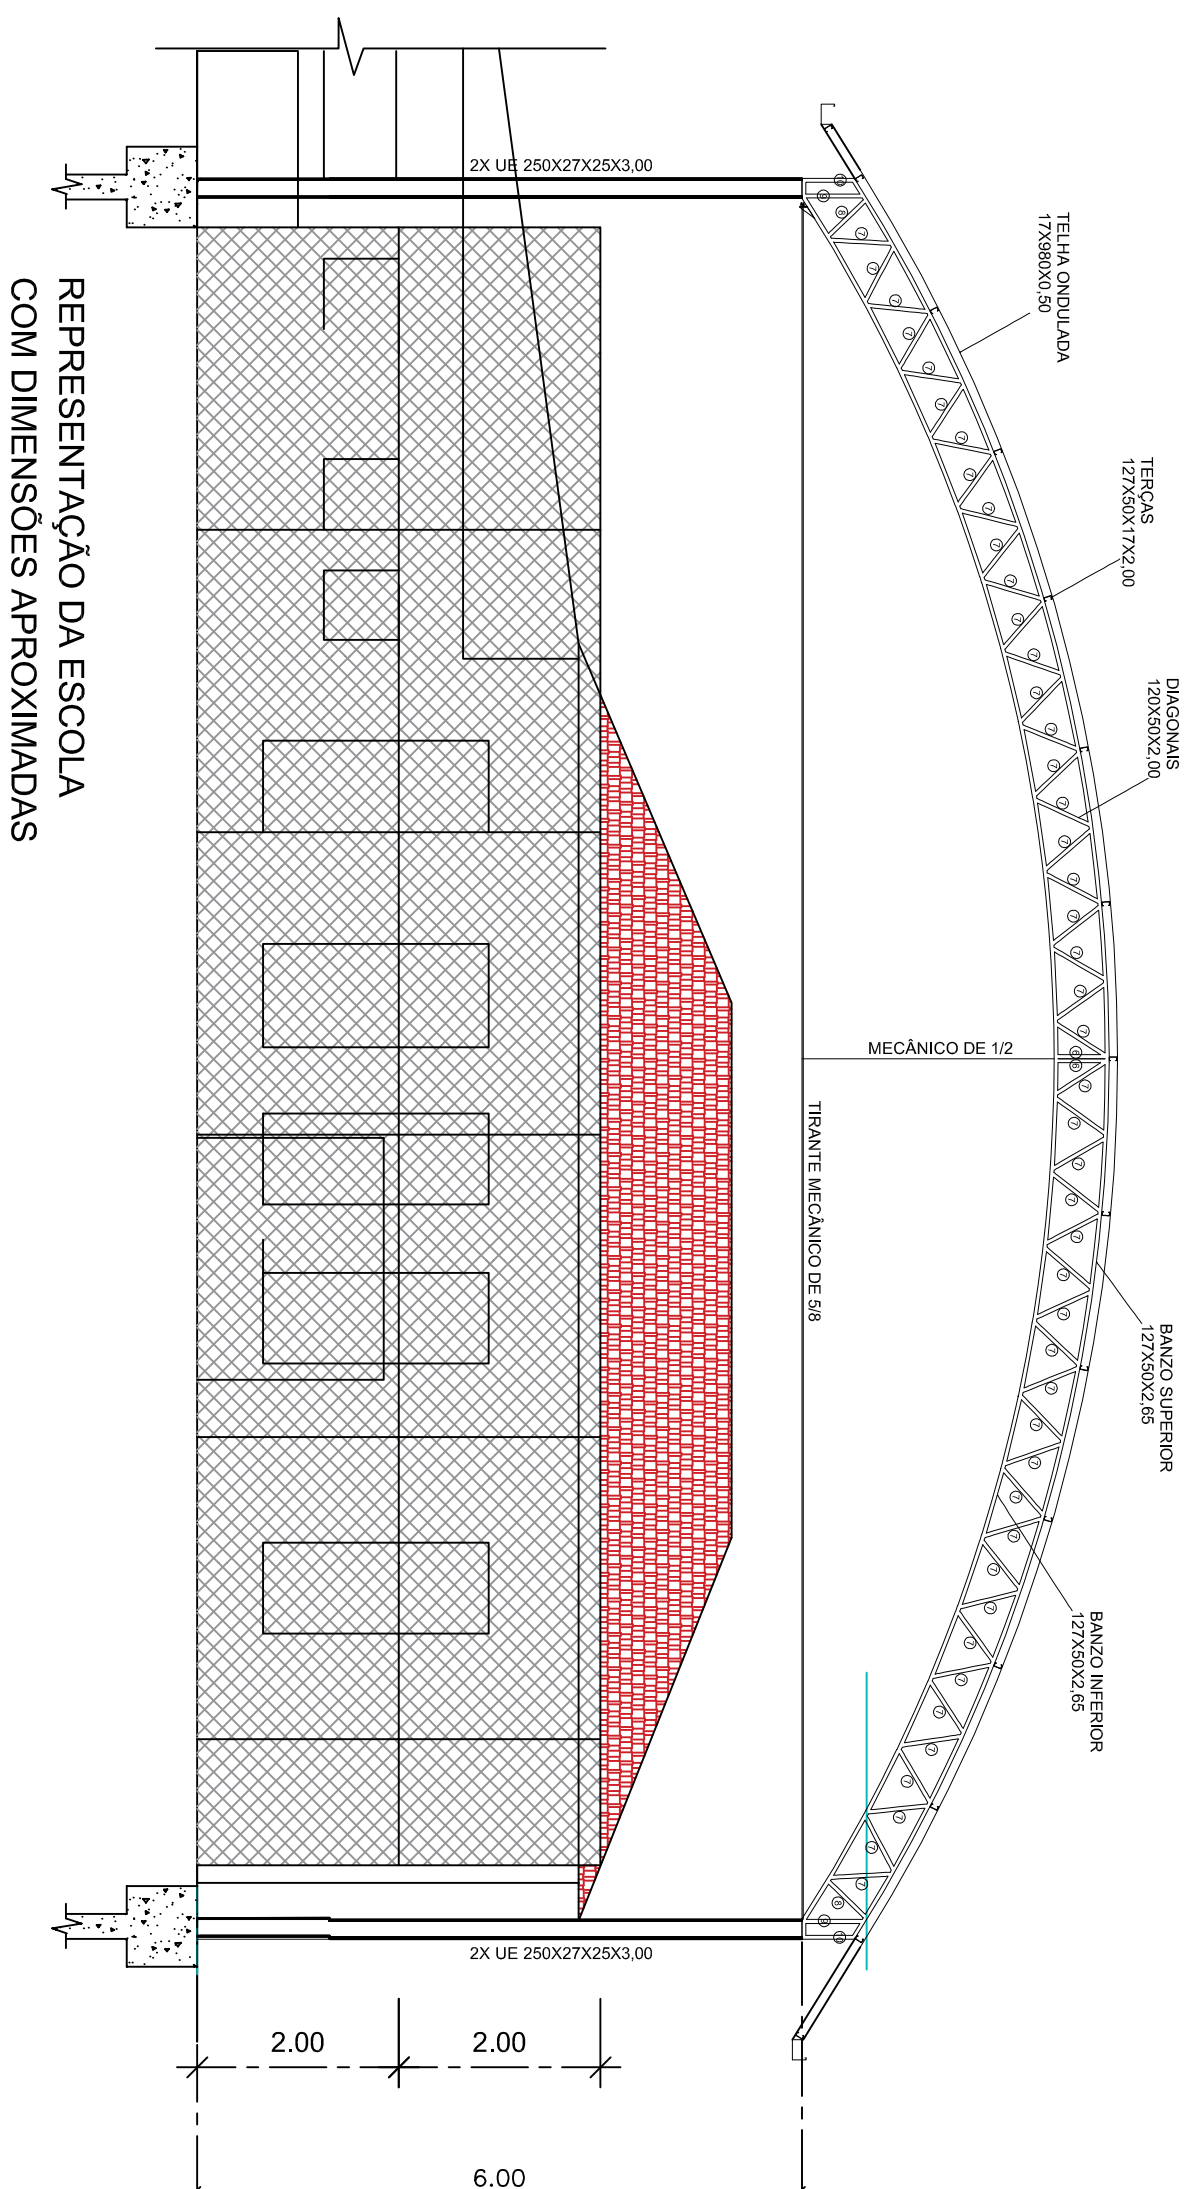 TELHA ONDULADA
17X980X0,50
TERÇAS
127X50X17X2,00
DIAGONAIS
120X50X2,00
BANZO SUPERIOR
127X50X2,65
BANZO INFERIOR
127X50X2,65
MECÂNICO DE 1/2
TIRANTE MECÂNICO DE 5/8
2X UE 250X27X25X3,00
2X UE 250X27X25X3,00
2.00
2.00
6.00
REPRESENTAÇÃO DA ESCOLA
COM DIMENSÕES APROXIMADAS